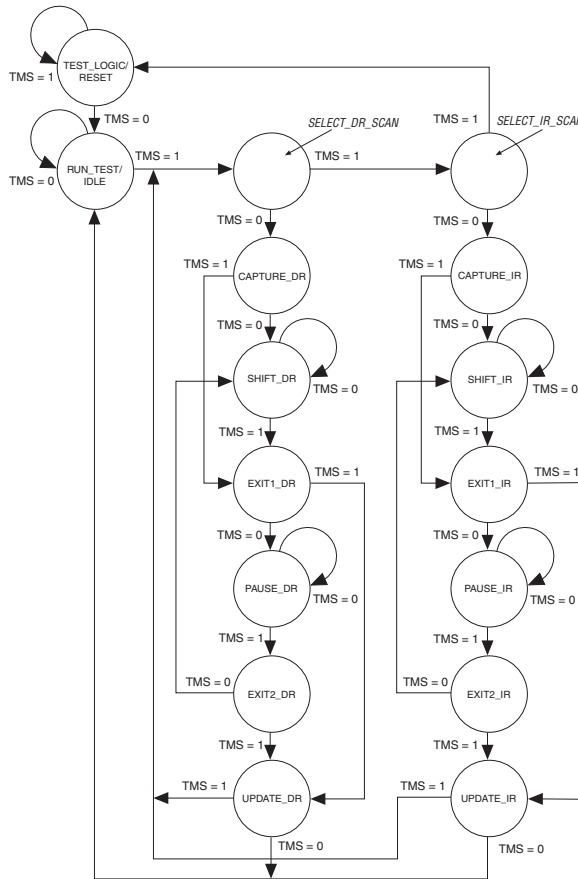 TEST_LOGIC/
RESET
TMS = 1
TMS = 0
SELECT_DR_SCAN
TMS = 1
SELECT_IR_SCAN
RUN_TEST/
IDLE
TMS = 0
TMS = 1
TMS = 1
TMS = 0
TMS = 0
TMS = 1
CAPTURE_DR
TMS = 1
CAPTURE_IR
TMS = 0
TMS = 0
SHIFT_DR
TMS = 0
SHIFT_IR
TMS = 0
TMS = 1
TMS = 1
EXIT1_DR
TMS = 1
EXIT1_IR
TMS = 1
TMS = 0
TMS = 0
PAUSE_DR
TMS = 0
PAUSE_IR
TMS = 0
TMS = 1
TMS = 1
TMS = 0
EXIT2_DR
TMS = 0
EXIT2_IR
TMS = 1
TMS = 1
TMS = 1
UPDATE_DR
TMS = 1
UPDATE_IR
TMS = 0
TMS = 0